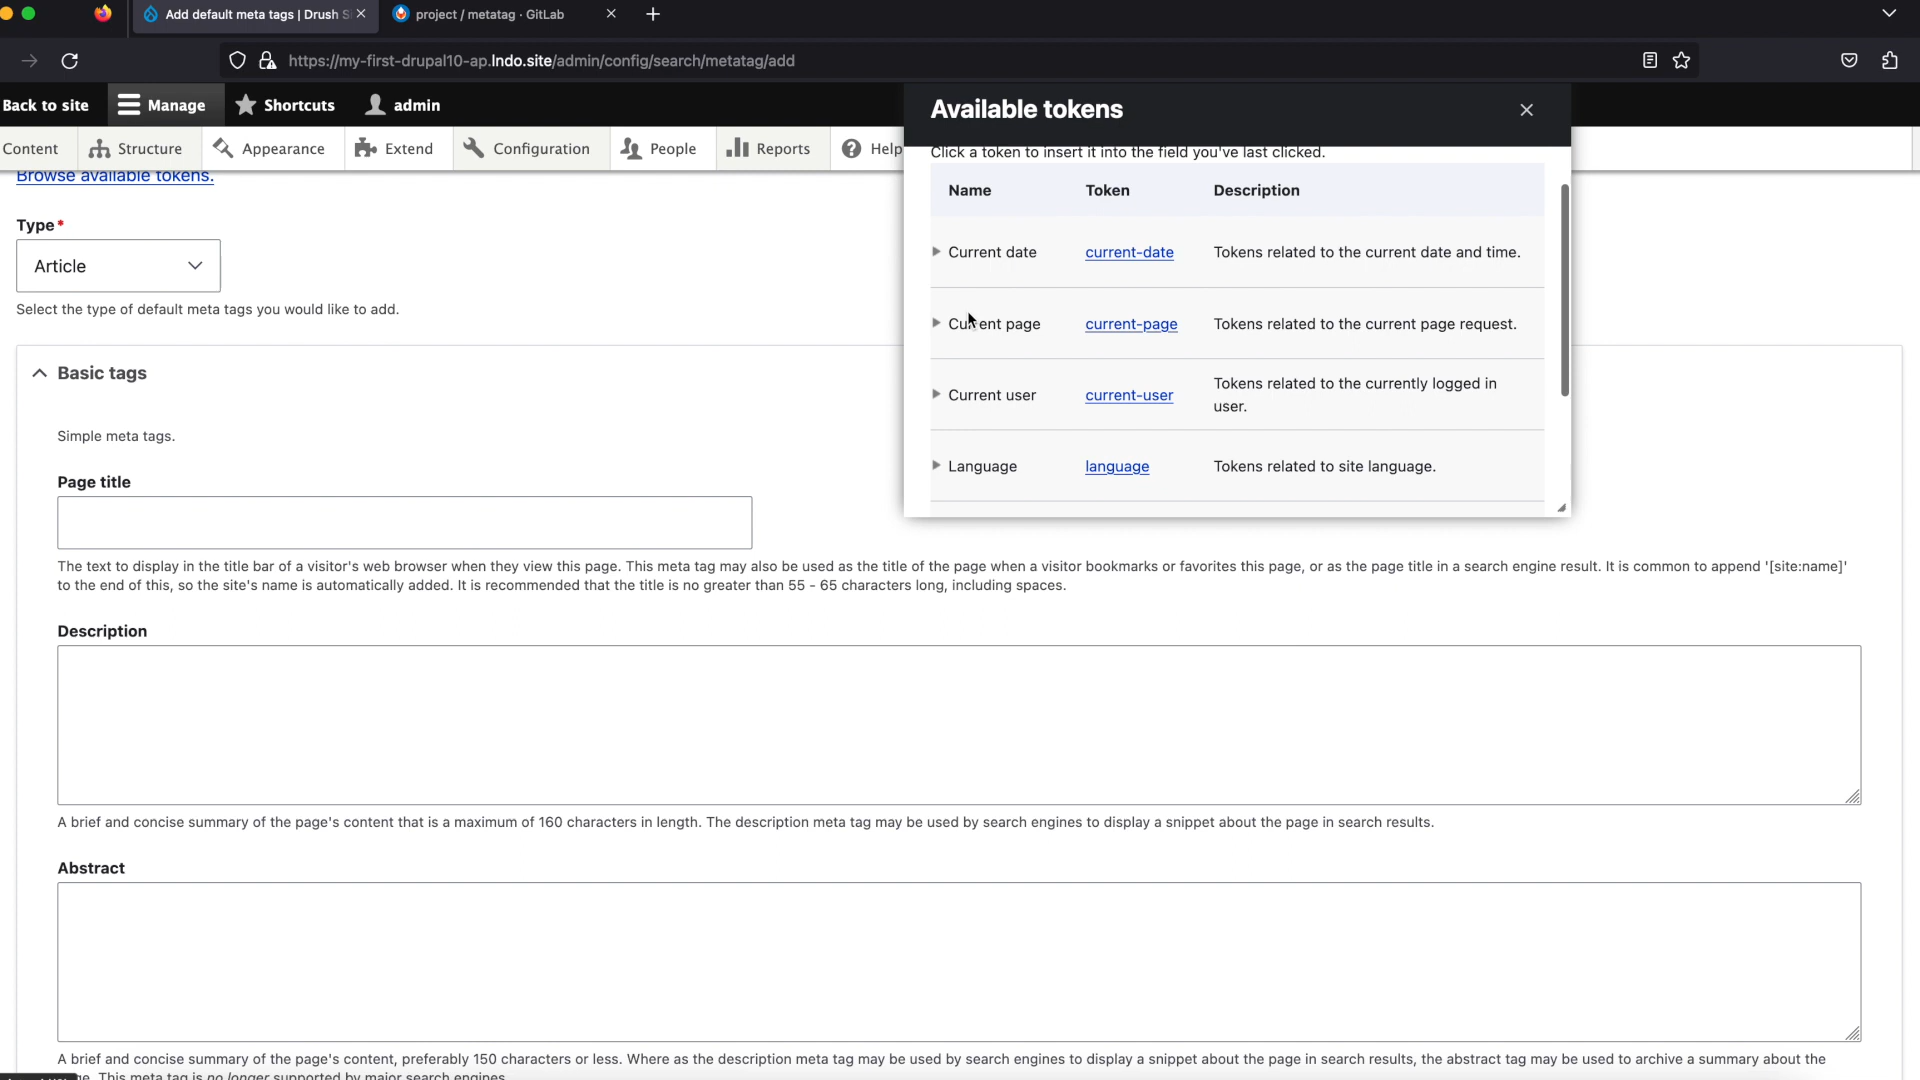 Add default meta tags | Drush S
project / metatag · GitLab
https://my-first-drupal10-ap.lndo.site/admin/config/search/metatag/add
Back to site
Manage
Shortcuts
admin
Content
Structure
Appearance
Extend
Configuration
People
Reports
Help
Available tokens
Click a token to insert it into the field you've last clicked.
Name Token Description
Current date current-date Tokens related to the current date and time.
Current page current-page Tokens related to the current page request.
Current user current-user Tokens related to the currently logged in
user.
Language language Tokens related to site language.
Browse available tokens.
Type*
Article
Select the type of default meta tags you would like to add.
Basic tags
Simple meta tags.
Page title
The text to display in the title bar of a visitor's web browser when they view this page. This meta tag may also be used as the title of the page when a visitor bookmarks or favorites this page, or as the page title in a search engine result. It is common to append '[site:name]'
to the end of this, so the site's name is automatically added. It is recommended that the title is no greater than 55 - 65 characters long, including spaces.
Description
A brief and concise summary of the page's content that is a maximum of 160 characters in length. The description meta tag may be used by search engines to display a snippet about the page in search results.
Abstract
A brief and concise summary of the page's content, preferably 150 characters or less. Where as the description meta tag may be used by search engines to display a snippet about the page in search results, the abstract tag may be used to archive a summary about the
This meta tag is no longer supported by major search engines.